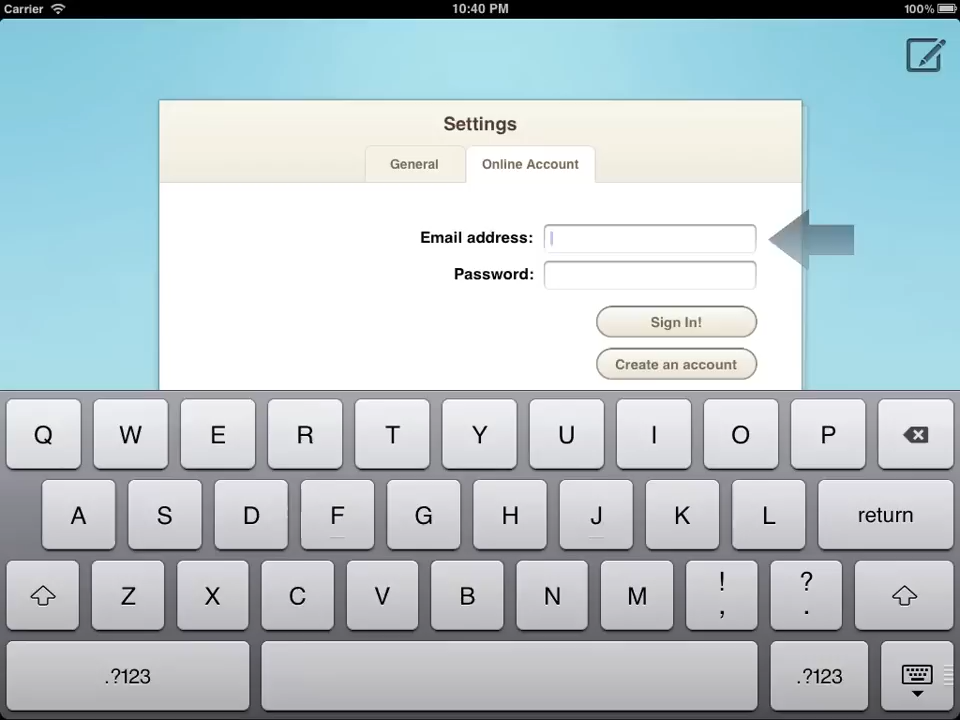 Carrier 10:40 PM 100%
Settings
General Online Account
Email address:
Password:
Sign In!
Create an account
Q W E R T Y U I O P
A S D F G H J K L return
Z X C V B N M ! , ? .
.?123 .?123